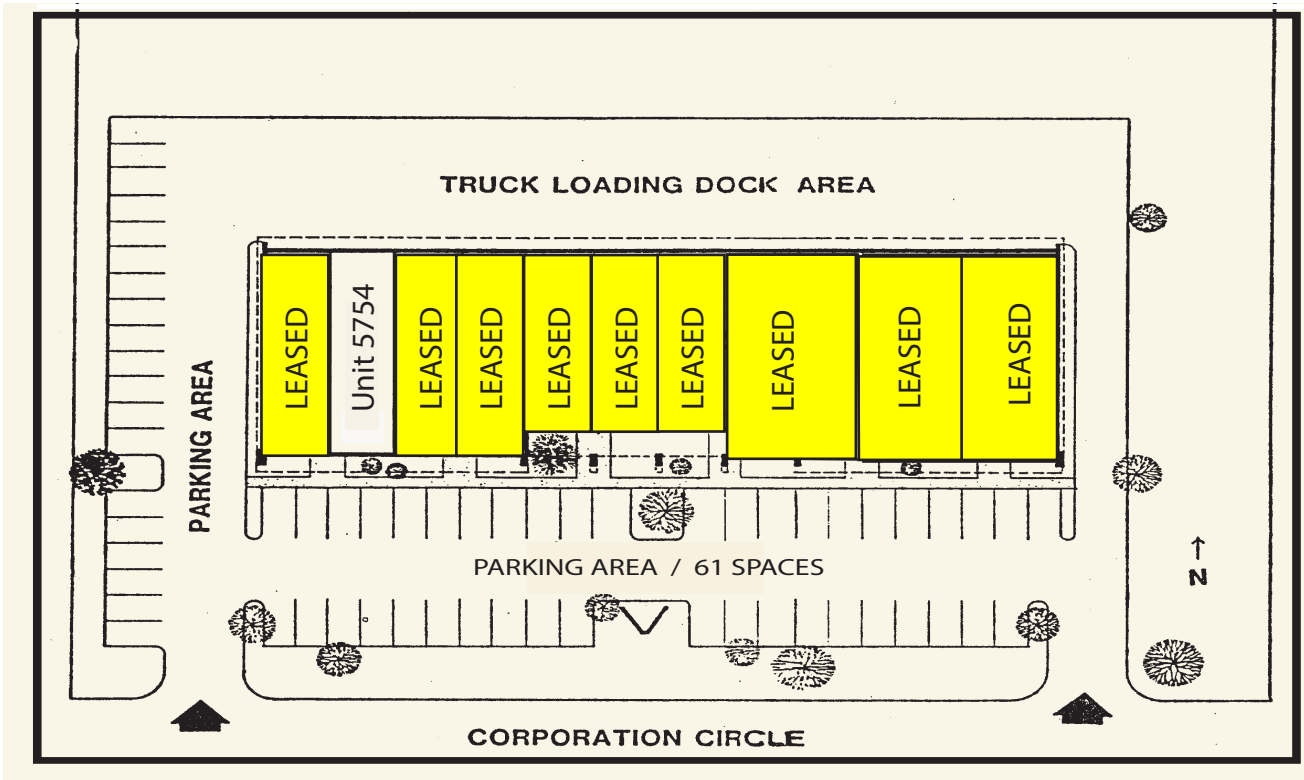 TRUCK LOADING DOCK AREA
LEASED
Unit 5754
LEASED
LEASED
LEASED
LEASED
LEASED
LEASED
LEASED
LEASED
PARKING AREA
PARKING AREA / 61 SPACES
N
CORPORATION CIRCLE